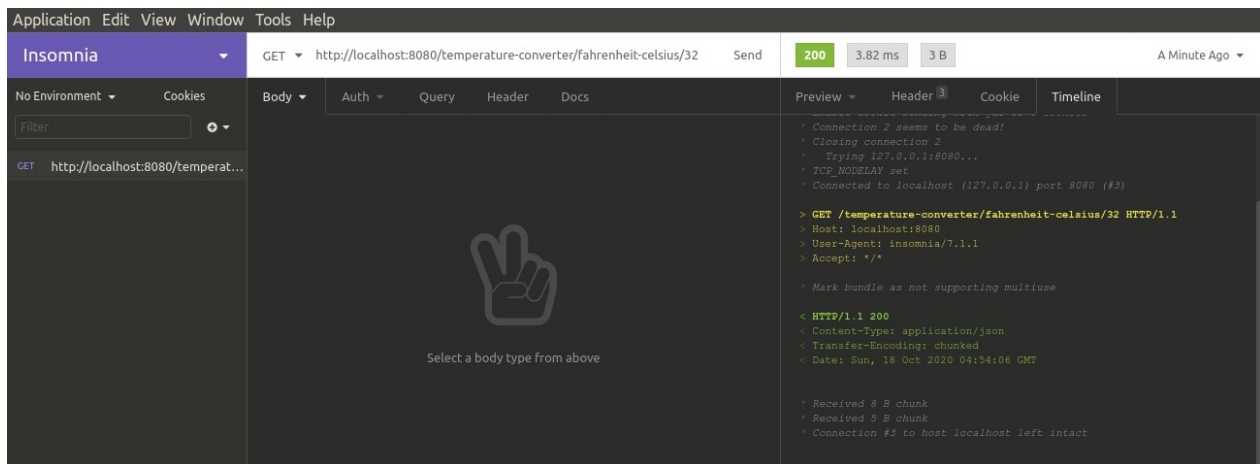 Application Edit View Window Tools Help
Insomnia
GET http://localhost:8080/temperature-converter/fahrenheit-celsius/32 Send
200 3.82 ms 3 B A Minute Ago
No Environment Cookies
Body Auth Query Header Docs
Preview Header 3 Cookie Timeline
Filter
GET http://localhost:8080/temperat...
* Connection 2 seems to be dead!
* Closing connection 2
* Trying 127.0.0.1:8080...
* TCP_NODELAY set
* Connected to localhost (127.0.0.1) port 8080 (#3)
> GET /temperature-converter/fahrenheit-celsius/32 HTTP/1.1
> Host: localhost:8080
> User-Agent: insomnia/7.1.1
> Accept: */*
* Mark bundle as not supporting multiuse
< HTTP/1.1 200
< Content-Type: application/json
< Transfer-Encoding: chunked
< Date: Sun, 18 Oct 2020 04:54:06 GMT
* Received 8 B chunk
* Received 5 B chunk
* Connection #3 to host localhost left intact
Select a body type from above